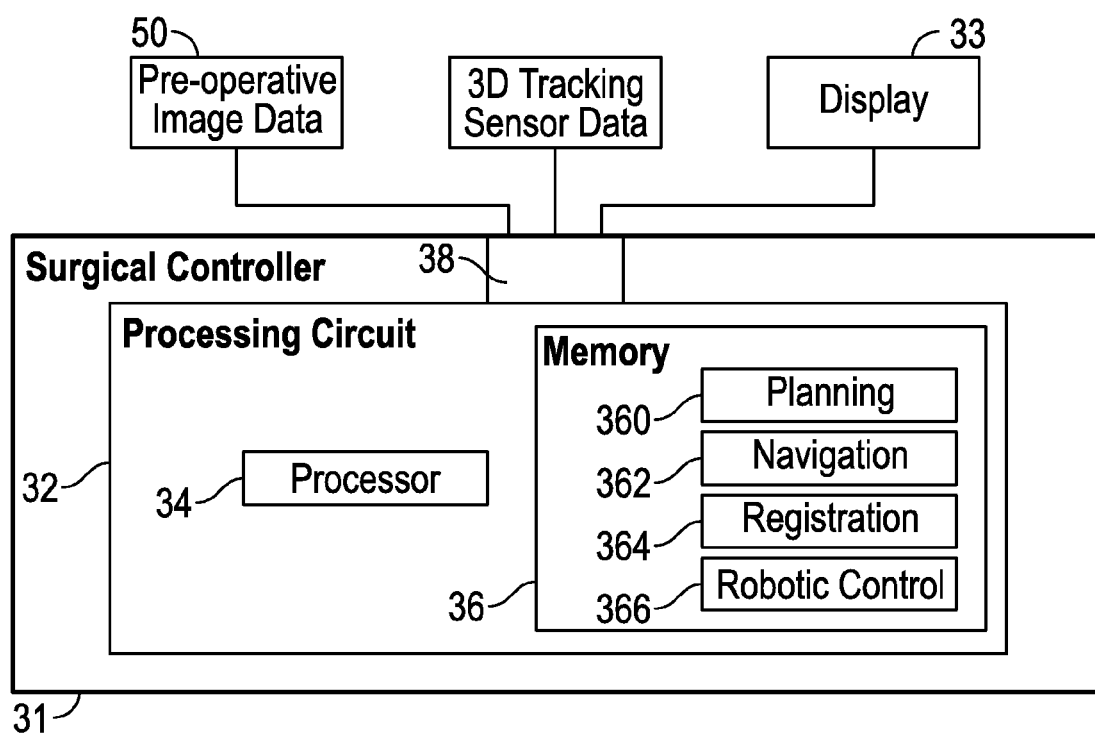 50
33
Pre-operative
Image Data
3D Tracking
Sensor Data
Display
Surgical Controller
38
Processing Circuit
Memory
Planning
360
Navigation
362
Processor
34
32
Registration
364
Robotic Control
366
36
31